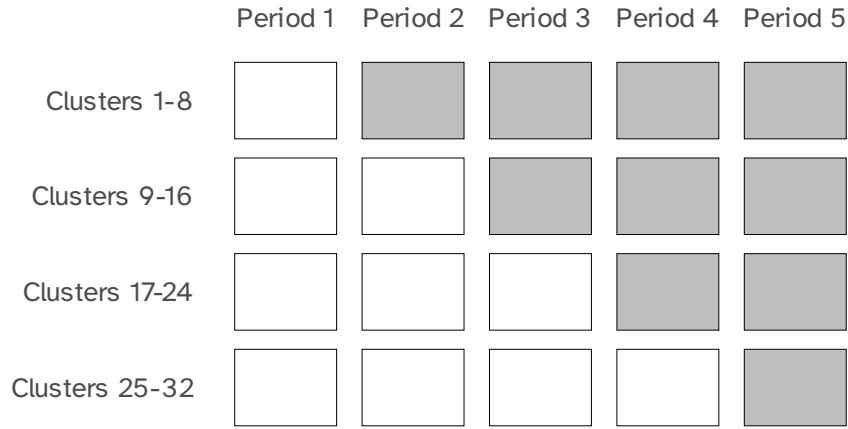 Period 1 Period 2 Period 3 Period 4 Period 5
Clusters 1-8
Clusters 9-16
Clusters 17-24
Clusters 25-32